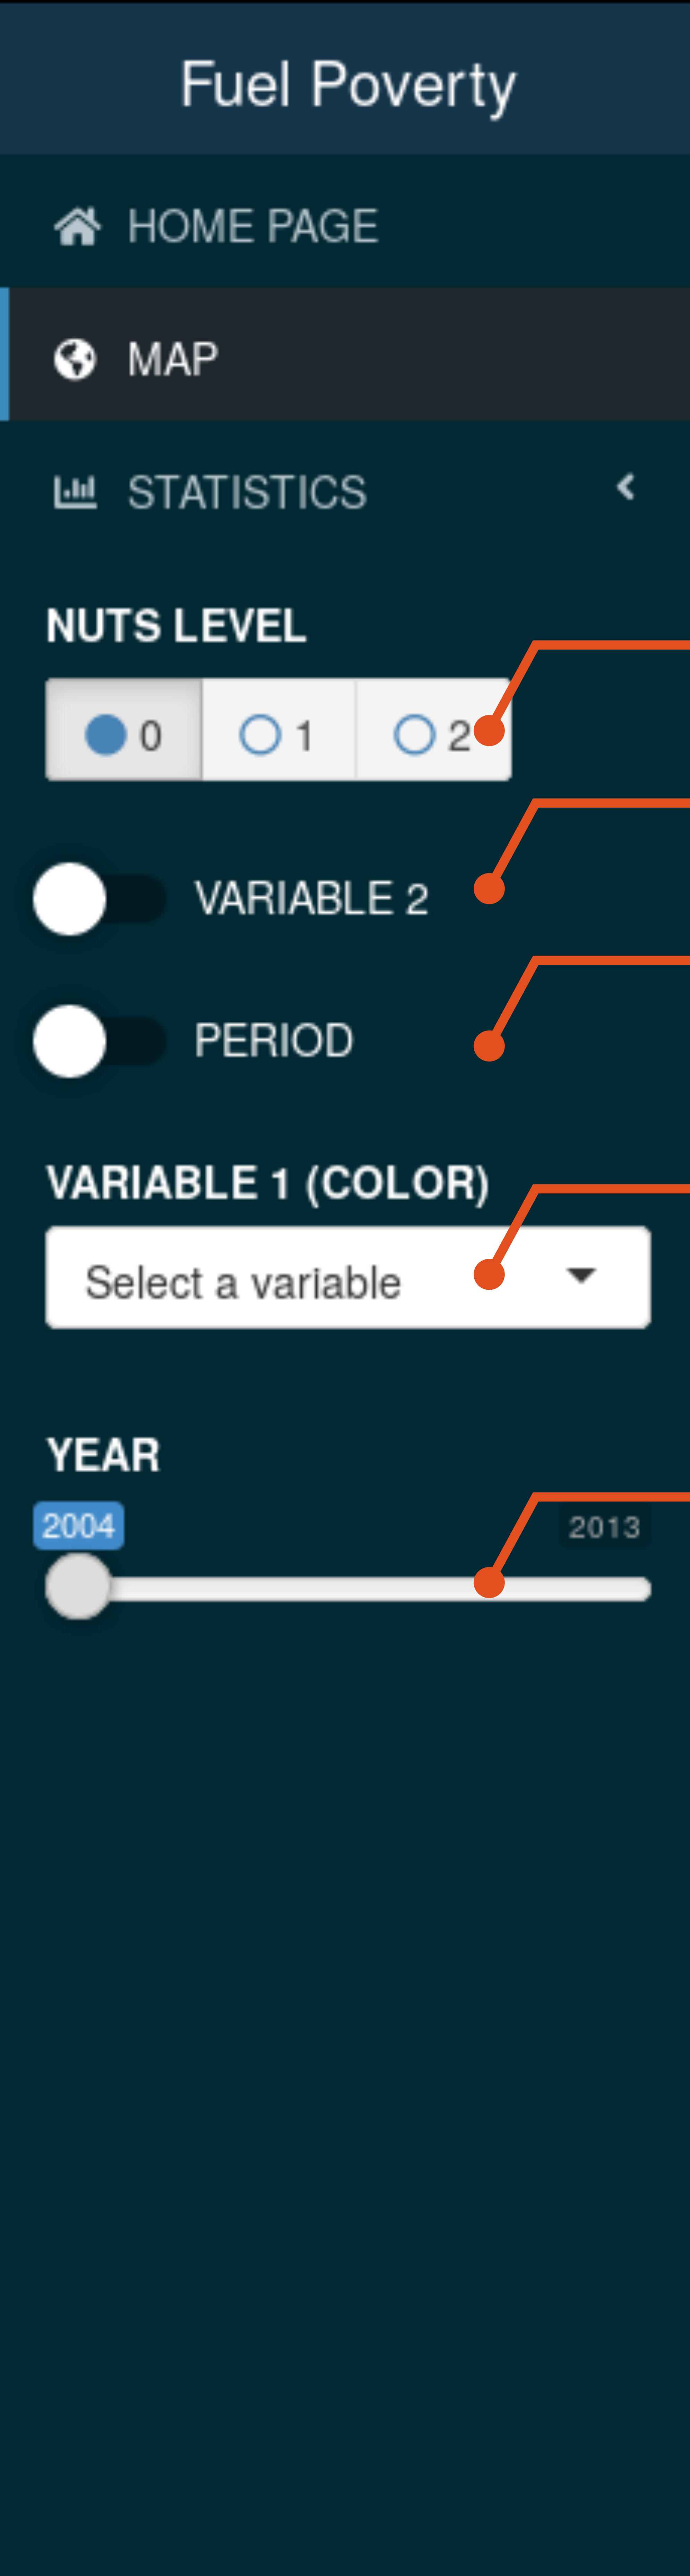 Fuel Poverty
HOME PAGE
MAP
STATISTICS
NUTS LEVEL
0 1 2
VARIABLE 2
PERIOD
VARIABLE 1 (COLOR)
Select a variable
YEAR
2004 2013